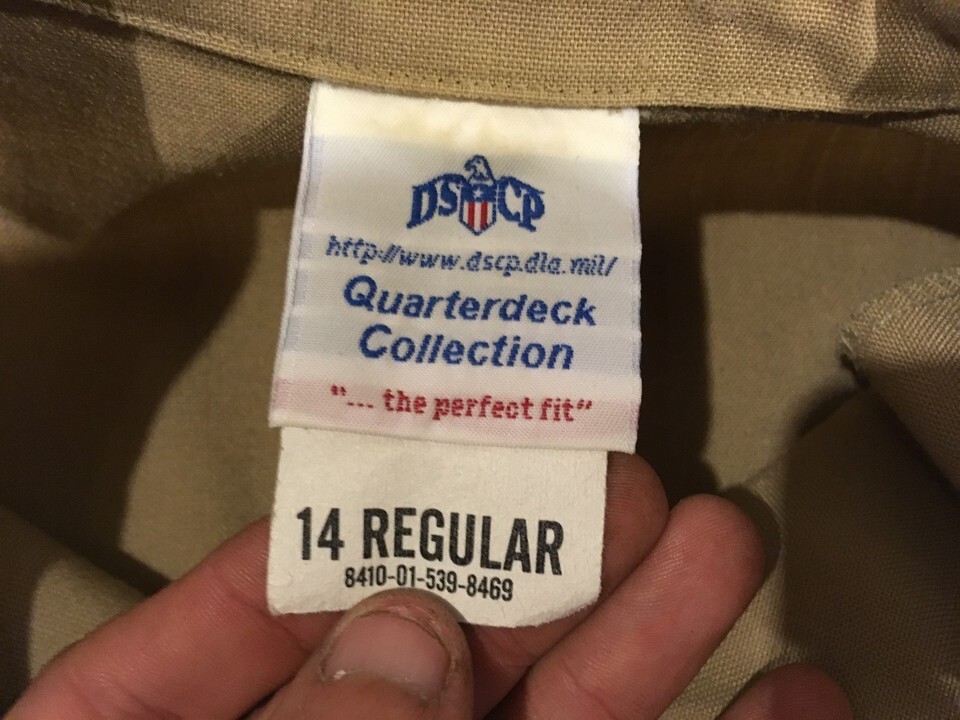 DSCP
http://www.dscp.dla.mil/
Quarterdeck
Collection
"... the perfect fit"
14 REGULAR
8410-01-539-8469